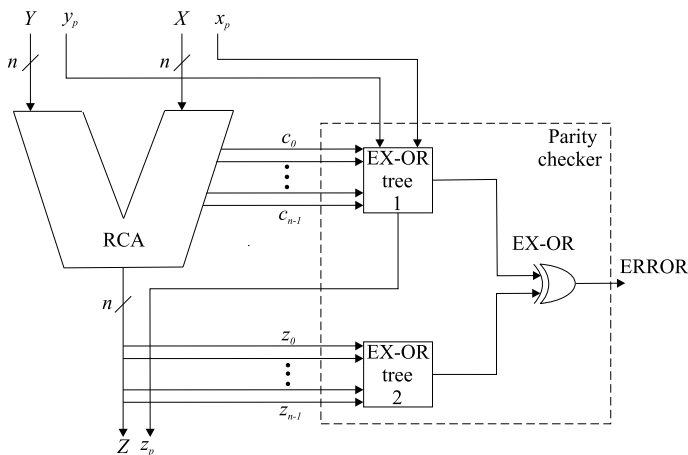 Y y_p X x_p
n n
c_0
Parity
checker
EX-OR
tree
1
RCA
c_{n-1}
EX-OR
ERROR
n
z_0
EX-OR
tree
2
z_{n-1}
Z z_p